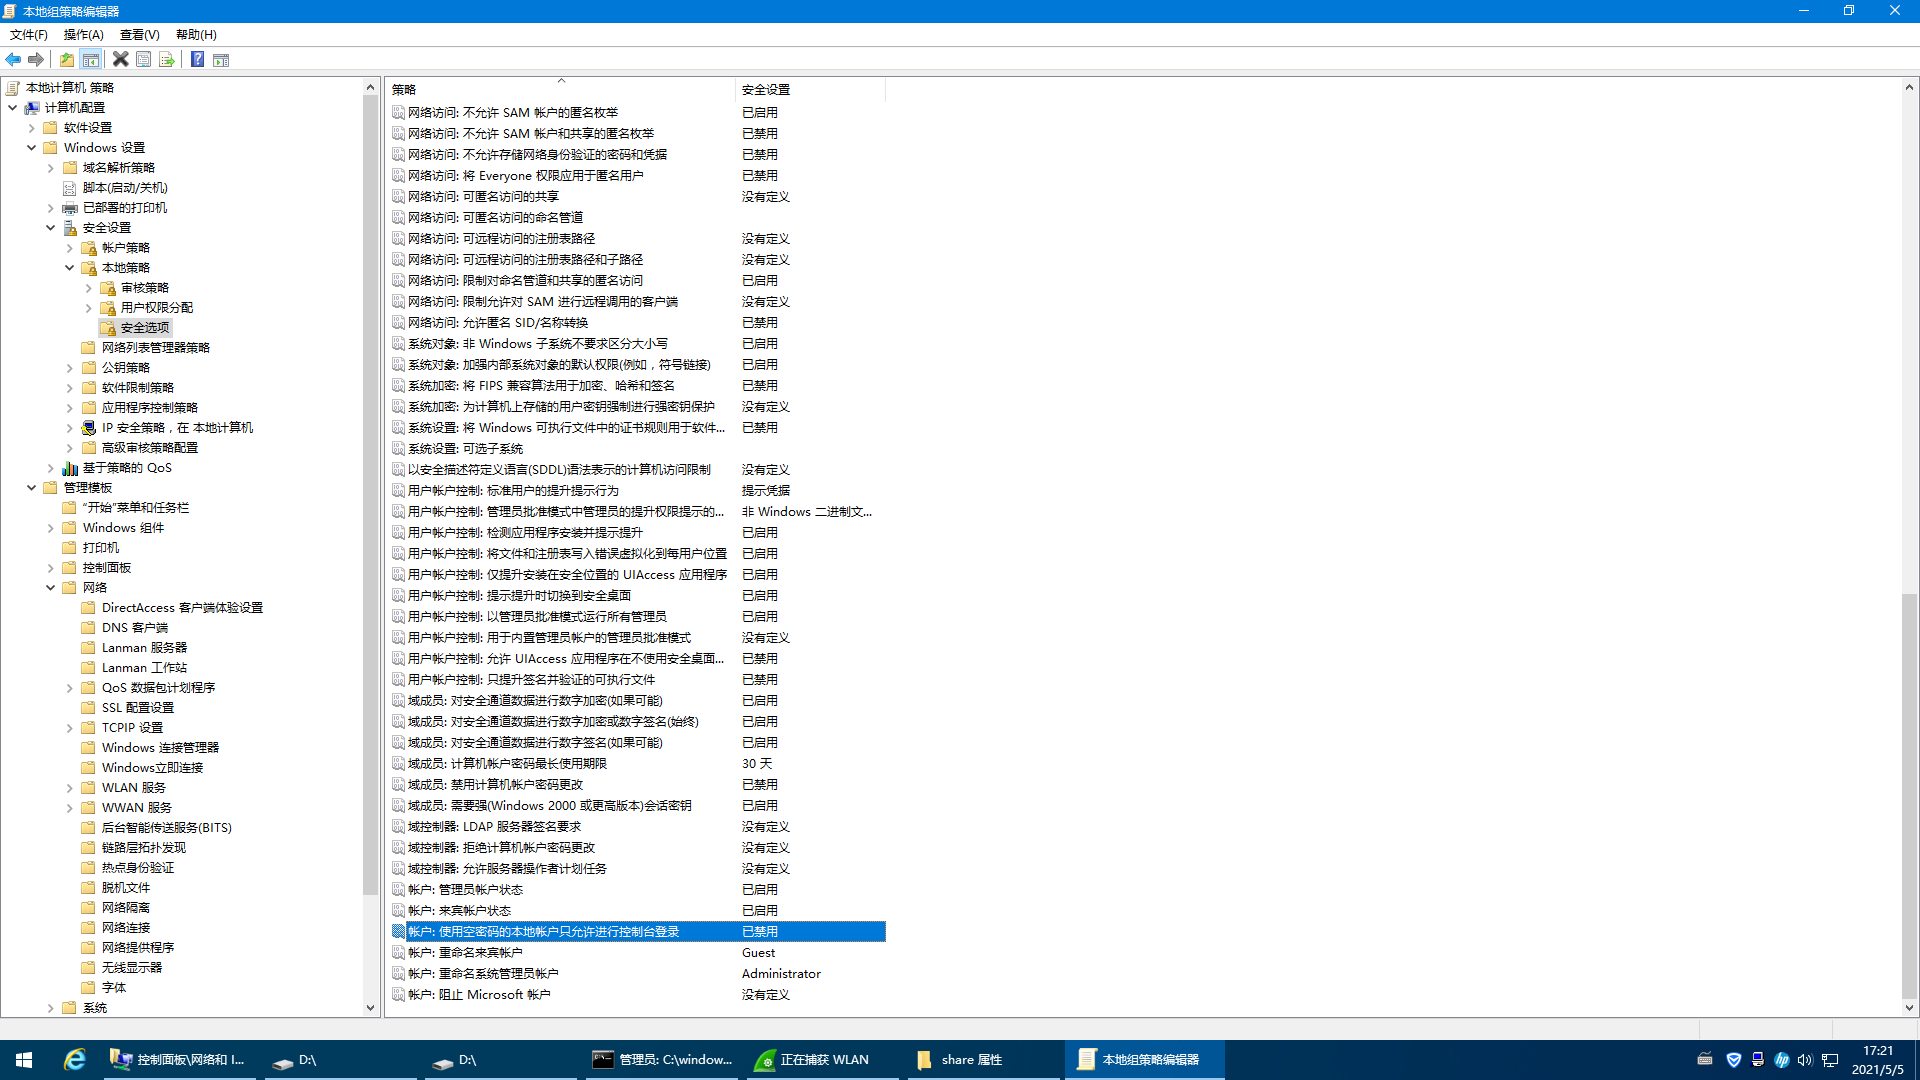 本地组策略编辑器
文件(F) 操作(A) 查看(V) 帮助(H)
本地计算机 策略
计算机配置
软件设置
Windows 设置
域名解析策略
脚本(启动/关机)
已部署的打印机
安全设置
帐户策略
本地策略
审核策略
用户权限分配
安全选项
网络列表管理器策略
公钥策略
软件限制策略
应用程序控制策略
IP 安全策略，在 本地计算机
高级审核策略配置
基于策略的 QoS
管理模板
“开始”菜单和任务栏
Windows 组件
打印机
控制面板
网络
DirectAccess 客户端体验设置
DNS 客户端
Lanman 服务器
Lanman 工作站
QoS 数据包计划程序
SSL 配置设置
TCPIP 设置
Windows 连接管理器
Windows立即连接
WLAN 服务
WWAN 服务
后台智能传送服务(BITS)
链路层拓扑发现
热点身份验证
脱机文件
网络隔离
网络连接
网络提供程序
无线显示器
字体
系统
策略 安全设置
网络访问: 不允许 SAM 帐户的匿名枚举 已启用
网络访问: 不允许 SAM 帐户和共享的匿名枚举 已禁用
网络访问: 不允许存储网络身份验证的密码和凭据 已禁用
网络访问: 将 Everyone 权限应用于匿名用户 已禁用
网络访问: 可匿名访问的共享 没有定义
网络访问: 可匿名访问的命名管道
网络访问: 可远程访问的注册表路径 没有定义
网络访问: 可远程访问的注册表路径和子路径 没有定义
网络访问: 限制对命名管道和共享的匿名访问 已启用
网络访问: 限制允许对 SAM 进行远程调用的客户端 没有定义
网络访问: 允许匿名 SID/名称转换 已禁用
系统对象: 非 Windows 子系统不要求区分大小写 已启用
系统对象: 加强内部系统对象的默认权限(例如，符号链接) 已启用
系统加密: 将 FIPS 兼容算法用于加密、哈希和签名 已禁用
系统加密: 为计算机上存储的用户密钥强制进行强密钥保护 没有定义
系统设置: 将 Windows 可执行文件中的证书规则用于软件... 已禁用
系统设置: 可选子系统
以安全描述符定义语言(SDDL)语法表示的计算机访问限制 没有定义
用户帐户控制: 标准用户的提升提示行为 提示凭据
用户帐户控制: 管理员批准模式中管理员的提升权限提示的... 非 Windows 二进制文...
用户帐户控制: 检测应用程序安装并提示提升 已启用
用户帐户控制: 将文件和注册表写入错误虚拟化到每用户位置 已启用
用户帐户控制: 仅提升安装在安全位置的 UIAccess 应用程序 已启用
用户帐户控制: 提示提升时切换到安全桌面 已启用
用户帐户控制: 以管理员批准模式运行所有管理员 已启用
用户帐户控制: 用于内置管理员帐户的管理员批准模式 没有定义
用户帐户控制: 允许 UIAccess 应用程序在不使用安全桌面... 已禁用
用户帐户控制: 只提升签名并验证的可执行文件 已禁用
域成员: 对安全通道数据进行数字加密(如果可能) 已启用
域成员: 对安全通道数据进行数字加密或数字签名(始终) 已启用
域成员: 对安全通道数据进行数字签名(如果可能) 已启用
域成员: 计算机帐户密码最长使用期限 30 天
域成员: 禁用计算机帐户密码更改 已禁用
域成员: 需要强(Windows 2000 或更高版本)会话密钥 已启用
域控制器: LDAP 服务器签名要求 没有定义
域控制器: 拒绝计算机帐户密码更改 没有定义
域控制器: 允许服务器操作者计划任务 没有定义
帐户: 管理员帐户状态 已启用
帐户: 来宾帐户状态 已启用
帐户: 使用空密码的本地帐户只允许进行控制台登录 已禁用
帐户: 重命名来宾帐户 Guest
帐户: 重命名系统管理员帐户 Administrator
帐户: 阻止 Microsoft 帐户 没有定义
控制面板\网络和 I... D:\ D:\ 管理员: C:\window... 正在捕获 WLAN share 属性 本地组策略编辑器
17:21
2021/5/5